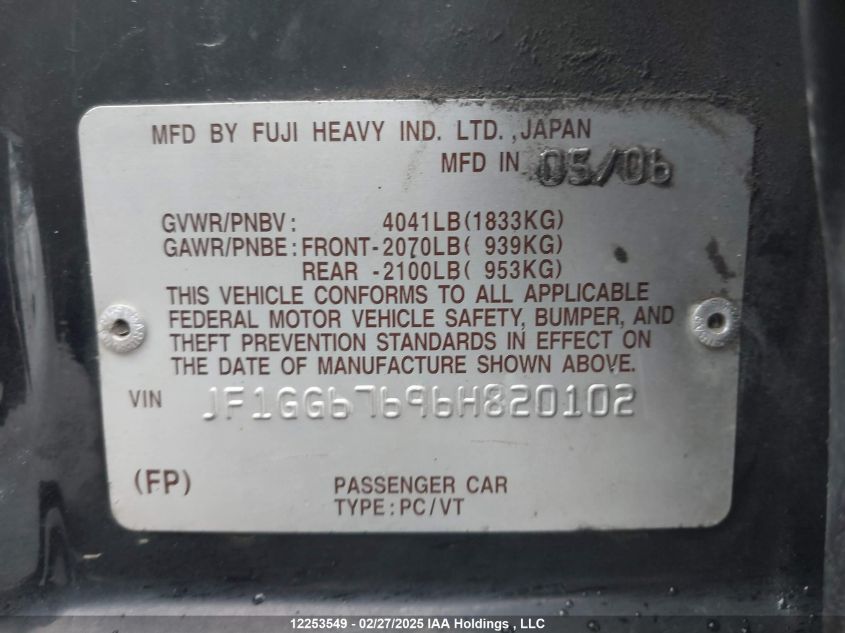 MFD BY FUJI HEAVY IND. LTD., JAPAN
MFD IN 05/06
GVWR/PNBV: 4041LB(1833KG)
GAWR/PNBE: FRONT-2070LB( 939KG)
REAR -2100LB( 953KG)
THIS VEHICLE CONFORMS TO ALL APPLICABLE
FEDERAL MOTOR VEHICLE SAFETY, BUMPER, AND
THEFT PREVENTION STANDARDS IN EFFECT ON
THE DATE OF MANUFACTURE SHOWN ABOVE.
VIN JF1GG67696H820102
(FP) PASSENGER CAR
TYPE:PC/VT
12253549 - 02/27/2025 IAA Holdings , LLC